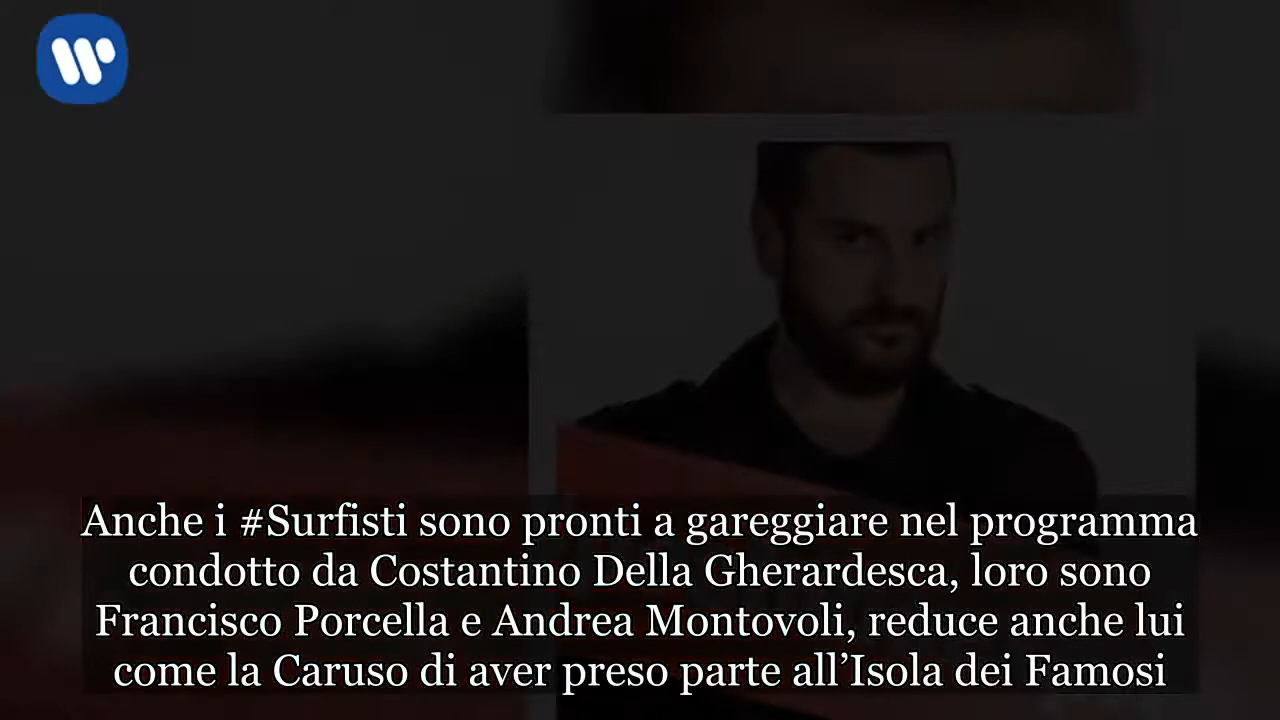 Anche i #Surfisti sono pronti a gareggiare nel programma
condotto da Costantino Della Gherardesca, loro sono
Francisco Porcella e Andrea Montovoli, reduce anche lui
come la Caruso di aver preso parte all’Isola dei Famosi